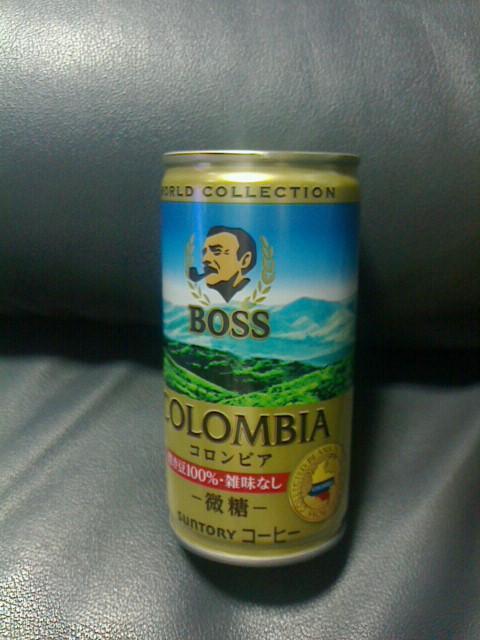 ORLD COLLECTION
BOSS
COLOMBIA
コロンビア
豆100%・雑味なし
－微糖－
SUNTORY コーヒー